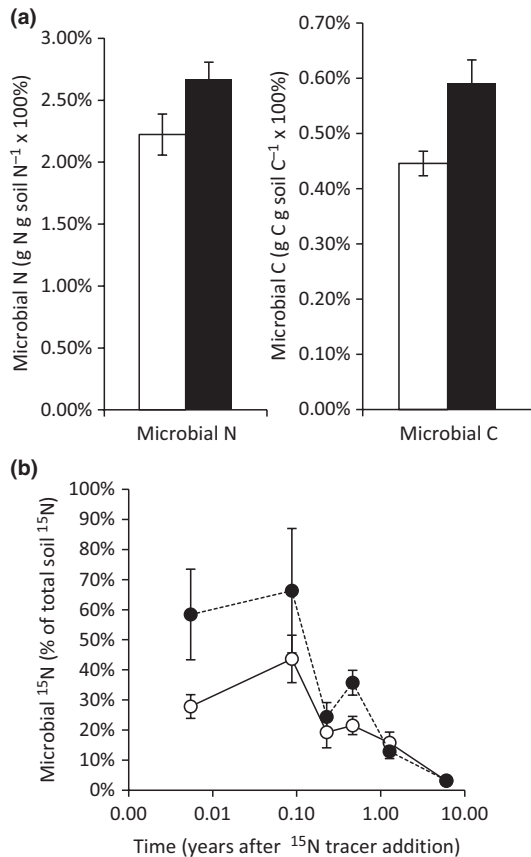 (a)
Microbial N (g N g soil N⁻¹ x 100%)
3.00%
2.50%
2.00%
1.50%
1.00%
0.50%
0.00%
Microbial N
Microbial C (g C g soil C⁻¹ x 100%)
0.70%
0.60%
0.50%
0.40%
0.30%
0.20%
0.10%
0.00%
Microbial C
(b)
Microbial ¹⁵N (% of total soil ¹⁵N)
100%
90%
80%
70%
60%
50%
40%
30%
20%
10%
0%
0.00 0.01 0.10 1.00 10.00
Time (years after ¹⁵N tracer addition)